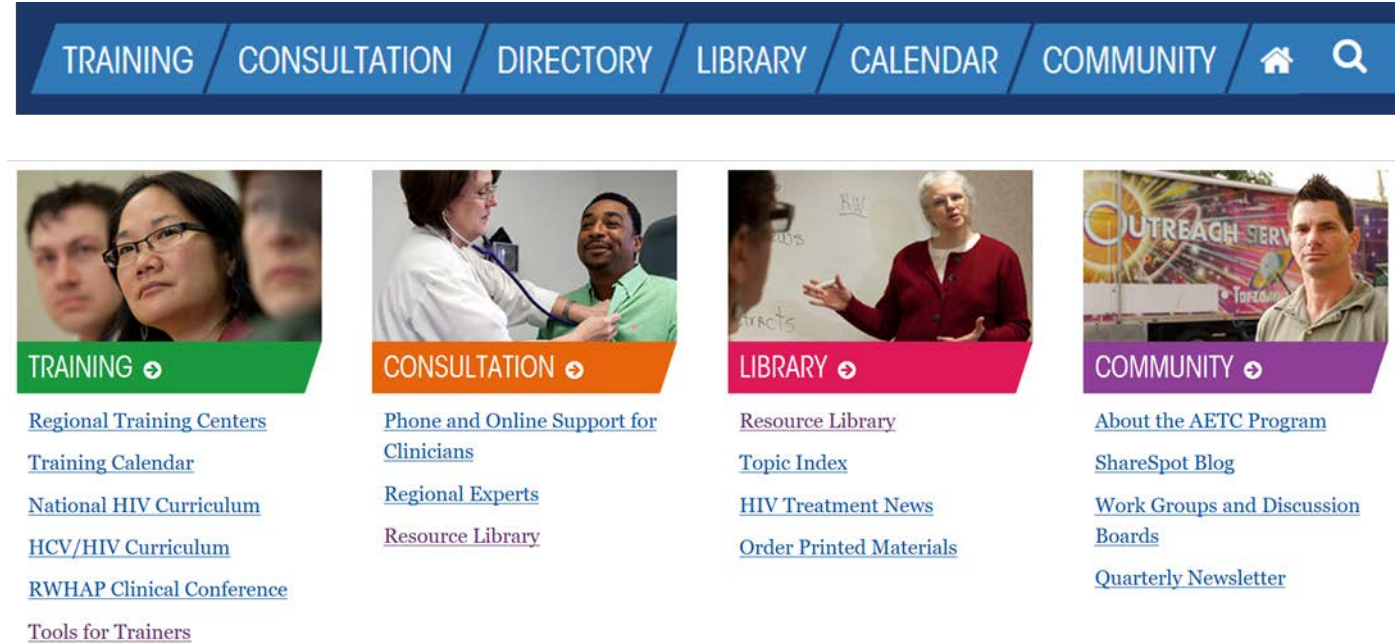 TRAINING CONSULTATION DIRECTORY LIBRARY CALENDAR COMMUNITY
RW
OUTREACH SERV
TRAINING
Regional Training Centers
Training Calendar
National HIV Curriculum
HCV/HIV Curriculum
RWHAP Clinical Conference
Tools for Trainers
CONSULTATION
Phone and Online Support for
Clinicians
Regional Experts
Resource Library
LIBRARY
Resource Library
Topic Index
HIV Treatment News
Order Printed Materials
COMMUNITY
About the AETC Program
ShareSpot Blog
Work Groups and Discussion
Boards
Quarterly Newsletter